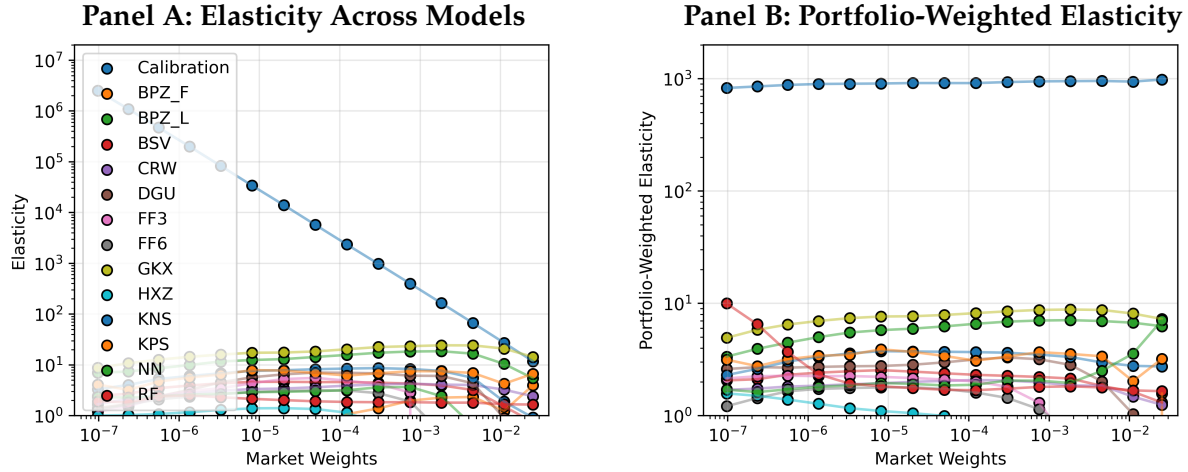 Panel A: Elasticity Across Models
Elasticity
10^7
10^6
10^5
10^4
10^3
10^2
10^1
10^0
Calibration
BPZ_F
BPZ_L
BSV
CRW
DGU
FF3
FF6
GKX
HXZ
KNS
KPS
NN
RF
10^-7
10^-6
10^-5
10^-4
10^-3
10^-2
Market Weights
Panel B: Portfolio-Weighted Elasticity
Portfolio-Weighted Elasticity
10^3
10^2
10^1
10^0
10^-7
10^-6
10^-5
10^-4
10^-3
10^-2
Market Weights